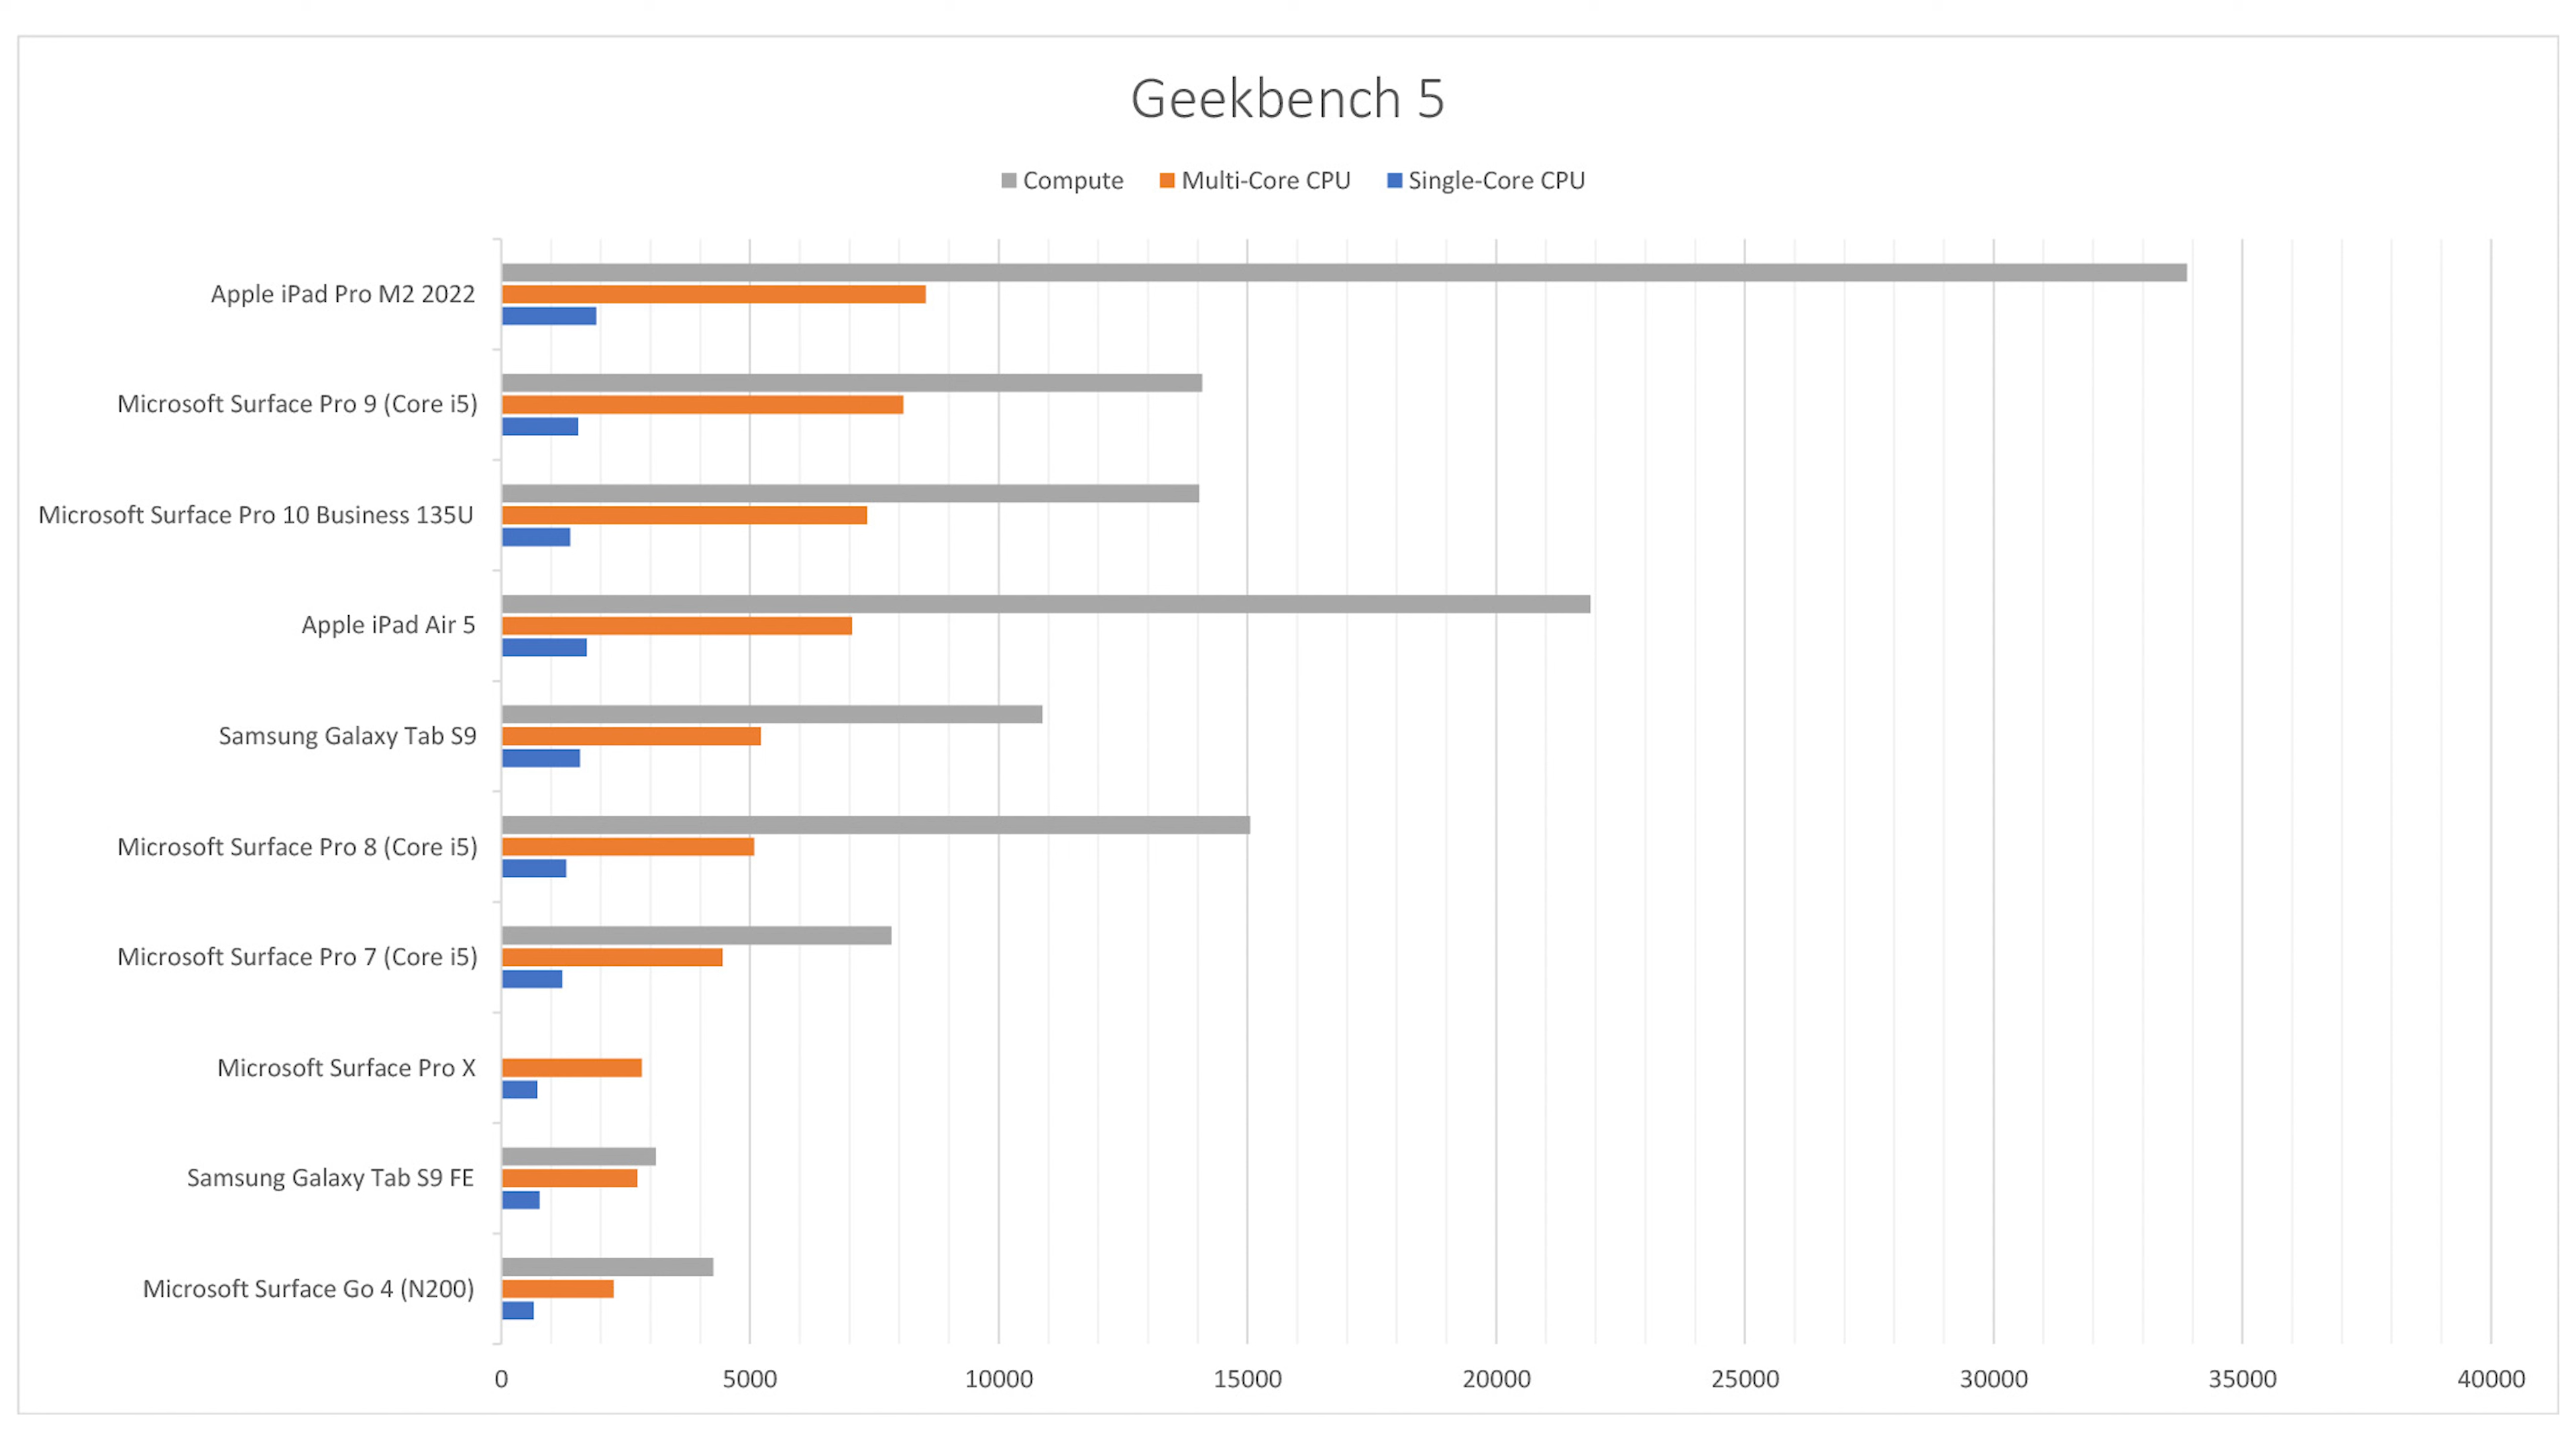 Geekbench 5
Compute Multi-Core CPU Single-Core CPU
Apple iPad Pro M2 2022
Microsoft Surface Pro 9 (Core i5)
Microsoft Surface Pro 10 Business 135U
Apple iPad Air 5
Samsung Galaxy Tab S9
Microsoft Surface Pro 8 (Core i5)
Microsoft Surface Pro 7 (Core i5)
Microsoft Surface Pro X
Samsung Galaxy Tab S9 FE
Microsoft Surface Go 4 (N200)
0 5000 10000 15000 20000 25000 30000 35000 40000